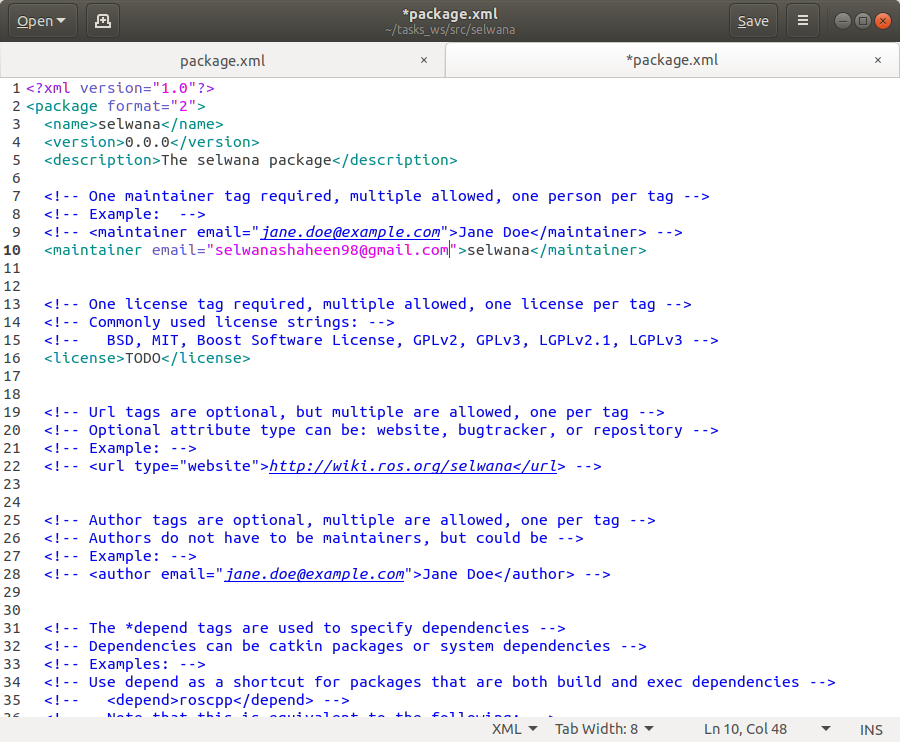 Open
*package.xml
~/tasks_ws/src/selwana
Save
package.xml ×
*package.xml ×
1 <?xml version="1.0"?>
2 <package format="2">
3 <name>selwana</name>
4 <version>0.0.0</version>
5 <description>The selwana package</description>
6
7 <!-- One maintainer tag required, multiple allowed, one person per tag -->
8 <!-- Example:  -->
9 <!-- <maintainer email="jane.doe@example.com">Jane Doe</maintainer> -->
10 <maintainer email="selwanashaheen98@gmail.com">selwana</maintainer>
11
12
13 <!-- One license tag required, multiple allowed, one license per tag -->
14 <!-- Commonly used license strings: -->
15 <!--   BSD, MIT, Boost Software License, GPLv2, GPLv3, LGPLv2.1, LGPLv3 -->
16 <license>TODO</license>
17
18
19 <!-- Url tags are optional, but multiple are allowed, one per tag -->
20 <!-- Optional attribute type can be: website, bugtracker, or repository -->
21 <!-- Example: -->
22 <!-- <url type="website">http://wiki.ros.org/selwana</url> -->
23
24
25 <!-- Author tags are optional, multiple are allowed, one per tag -->
26 <!-- Authors do not have to be maintainers, but could be -->
27 <!-- Example: -->
28 <!-- <author email="jane.doe@example.com">Jane Doe</author> -->
29
30
31 <!-- The *depend tags are used to specify dependencies -->
32 <!-- Dependencies can be catkin packages or system dependencies -->
33 <!-- Examples: -->
34 <!-- Use depend as a shortcut for packages that are both build and exec dependencies -->
35 <!--   <depend>roscpp</depend> -->
36 <!--   Note that this is equivalent to the following: -->
XML Tab Width: 8 Ln 10, Col 48 INS